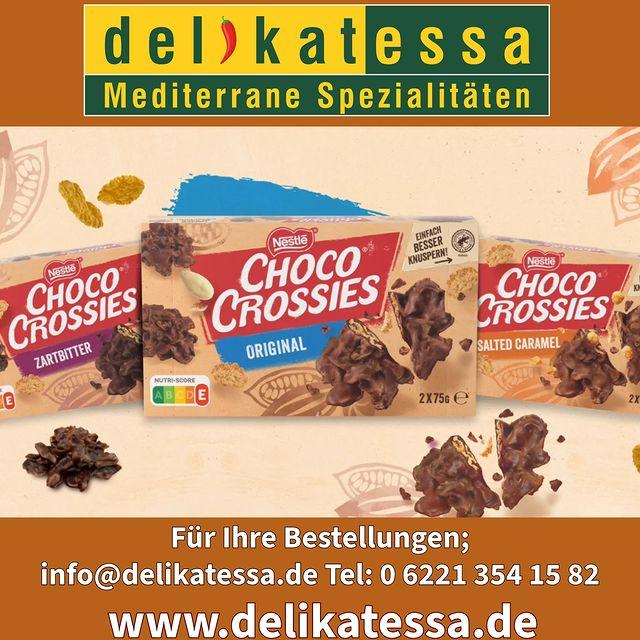 delikatessa
Mediterrane Spezialitäten
Nestlé
CHOCO
CROSSIES
ZARTBITTER
E
Nestlé
CHOCO
CROSSIES
ORIGINAL
EINFACH
BESSER
KNUSPERN!
NUTRI-SCORE
A B C D E
2 X 75g e
Nestlé
CHOCO
CROSSIES
SALTED CARAMEL
2X
Für Ihre Bestellungen;
info@delikatessa.de Tel: 0 6221 354 15 82
www.delikatessa.de